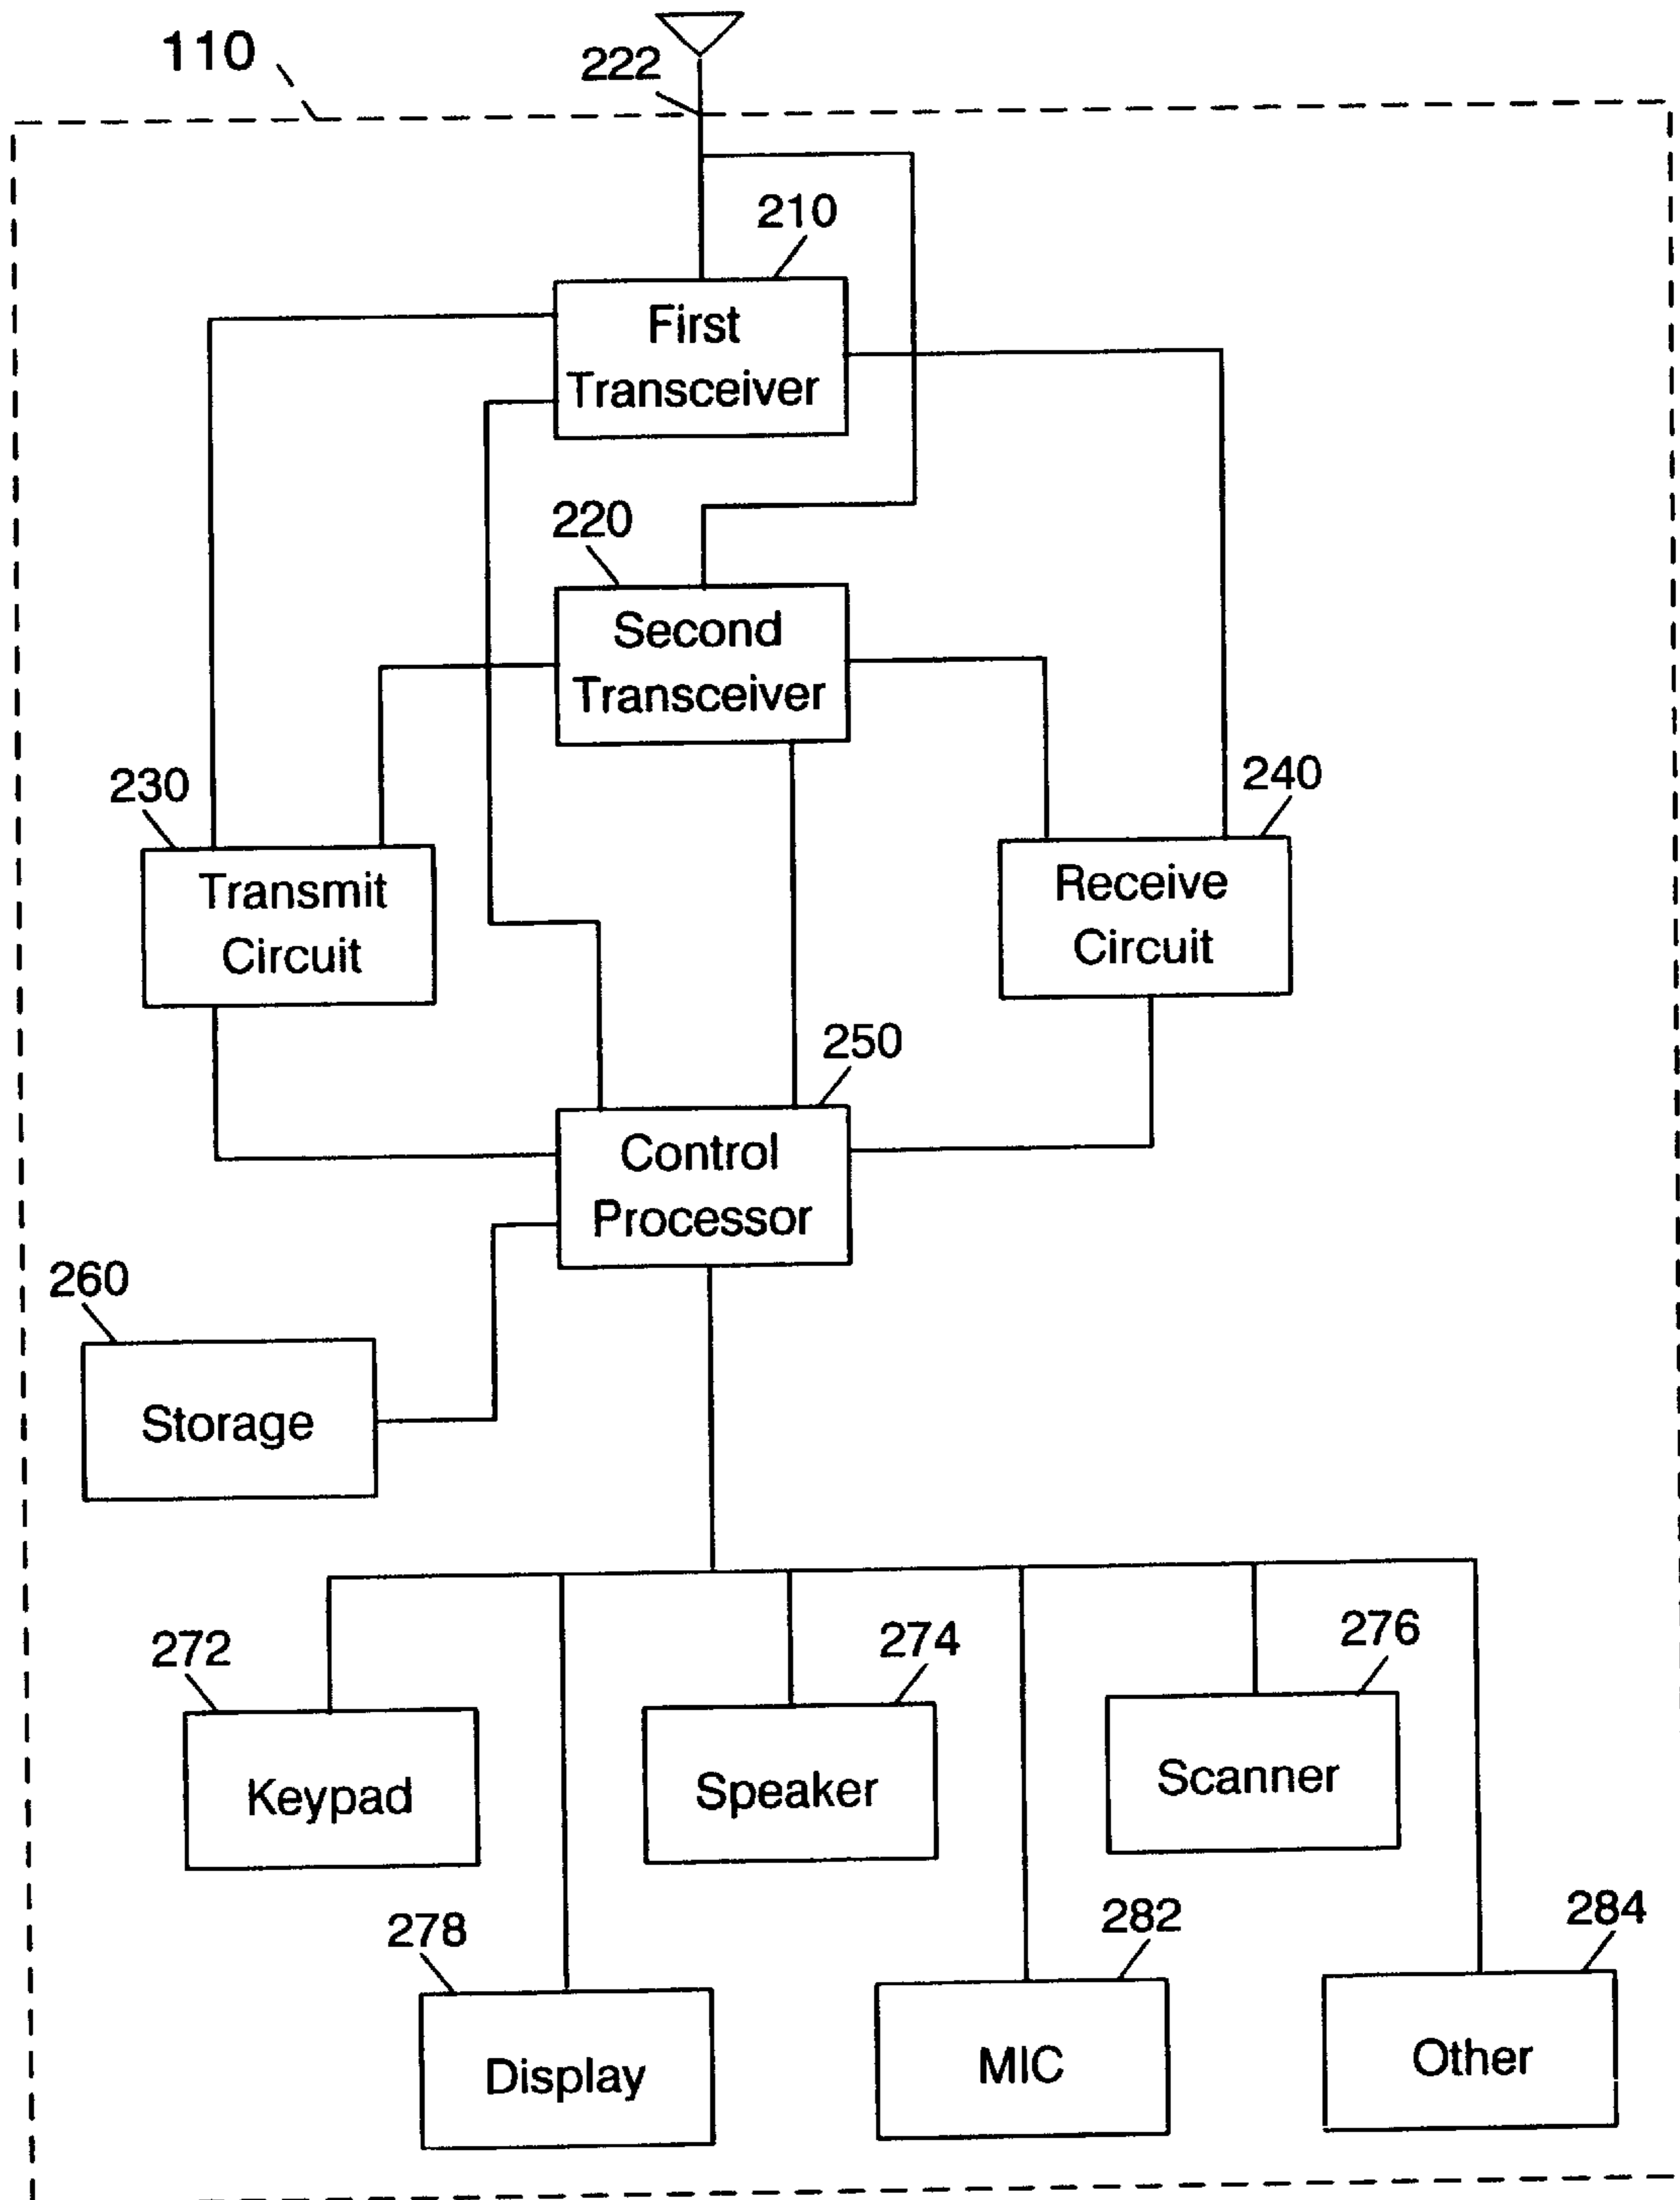 110
222
210
First
Transceiver
220
Second
Transceiver
230
Transmit
Circuit
240
Receive
Circuit
250
Control
Processor
260
Storage
272
Keypad
274
Speaker
276
Scanner
278
Display
282
MIC
284
Other